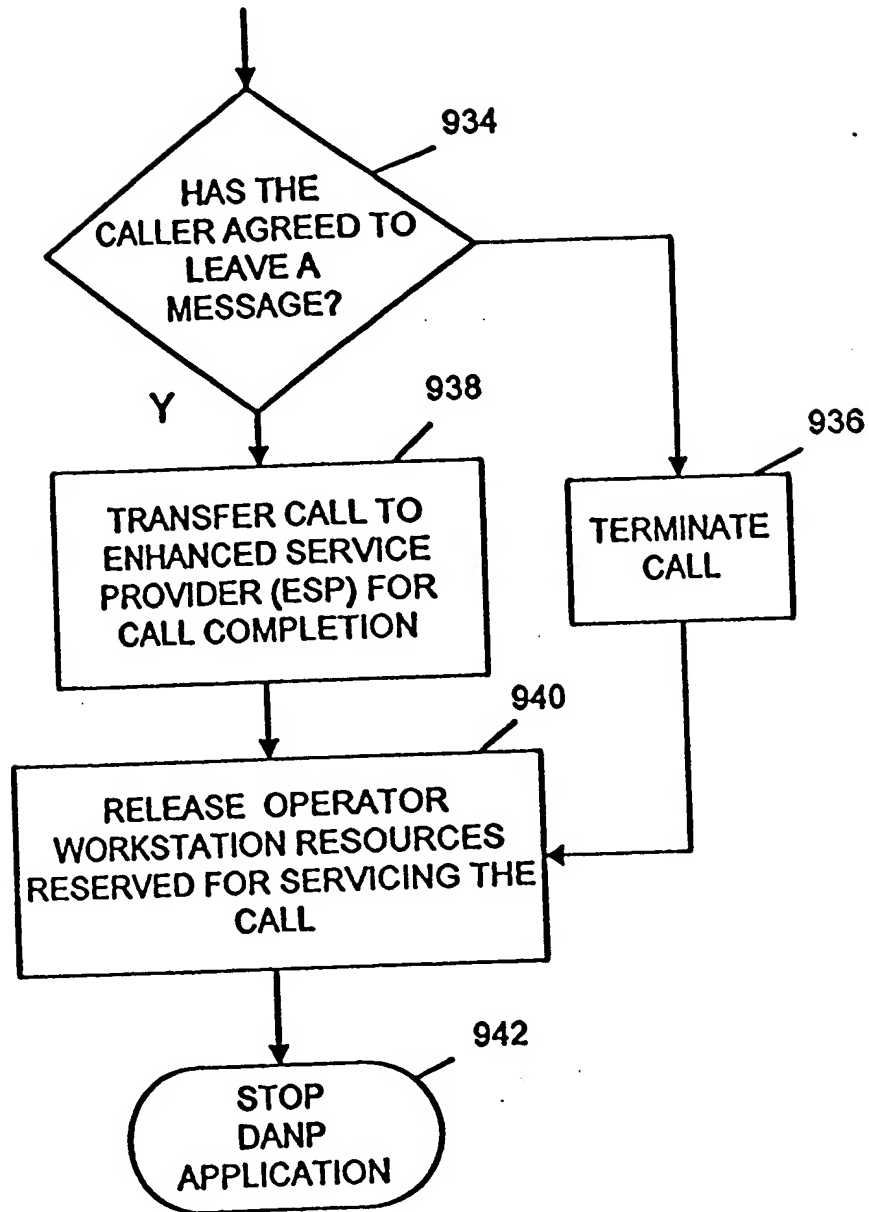 934
HAS THE
CALLER AGREED TO
LEAVE A
MESSAGE?
Y
938
936
TRANSFER CALL TO
ENHANCED SERVICE
PROVIDER (ESP) FOR
CALL COMPLETION
TERMINATE
CALL
940
RELEASE OPERATOR
WORKSTATION RESOURCES
RESERVED FOR SERVICING THE
CALL
942
STOP
DANP
APPLICATION